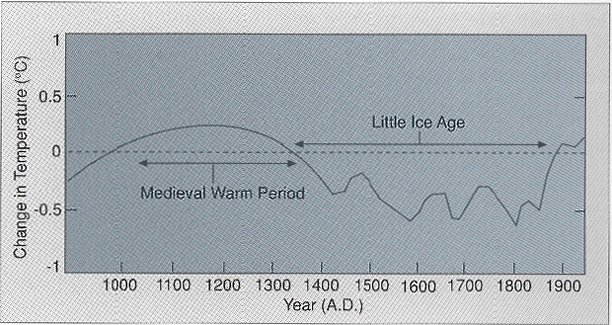 Change in Temperature (°C)
1
0.5
0
-0.5
-1
Little Ice Age
Medieval Warm Period
1000 1100 1200 1300 1400 1500 1600 1700 1800 1900
Year (A.D.)